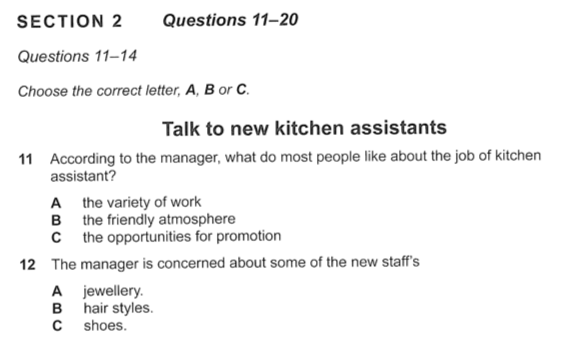 SECTION 2 Questions 11–20
Questions 11–14
Choose the correct letter, A, B or C.
Talk to new kitchen assistants
11 According to the manager, what do most people like about the job of kitchen
assistant?
A the variety of work
B the friendly atmosphere
C the opportunities for promotion
12 The manager is concerned about some of the new staff's
A jewellery.
B hair styles.
C shoes.